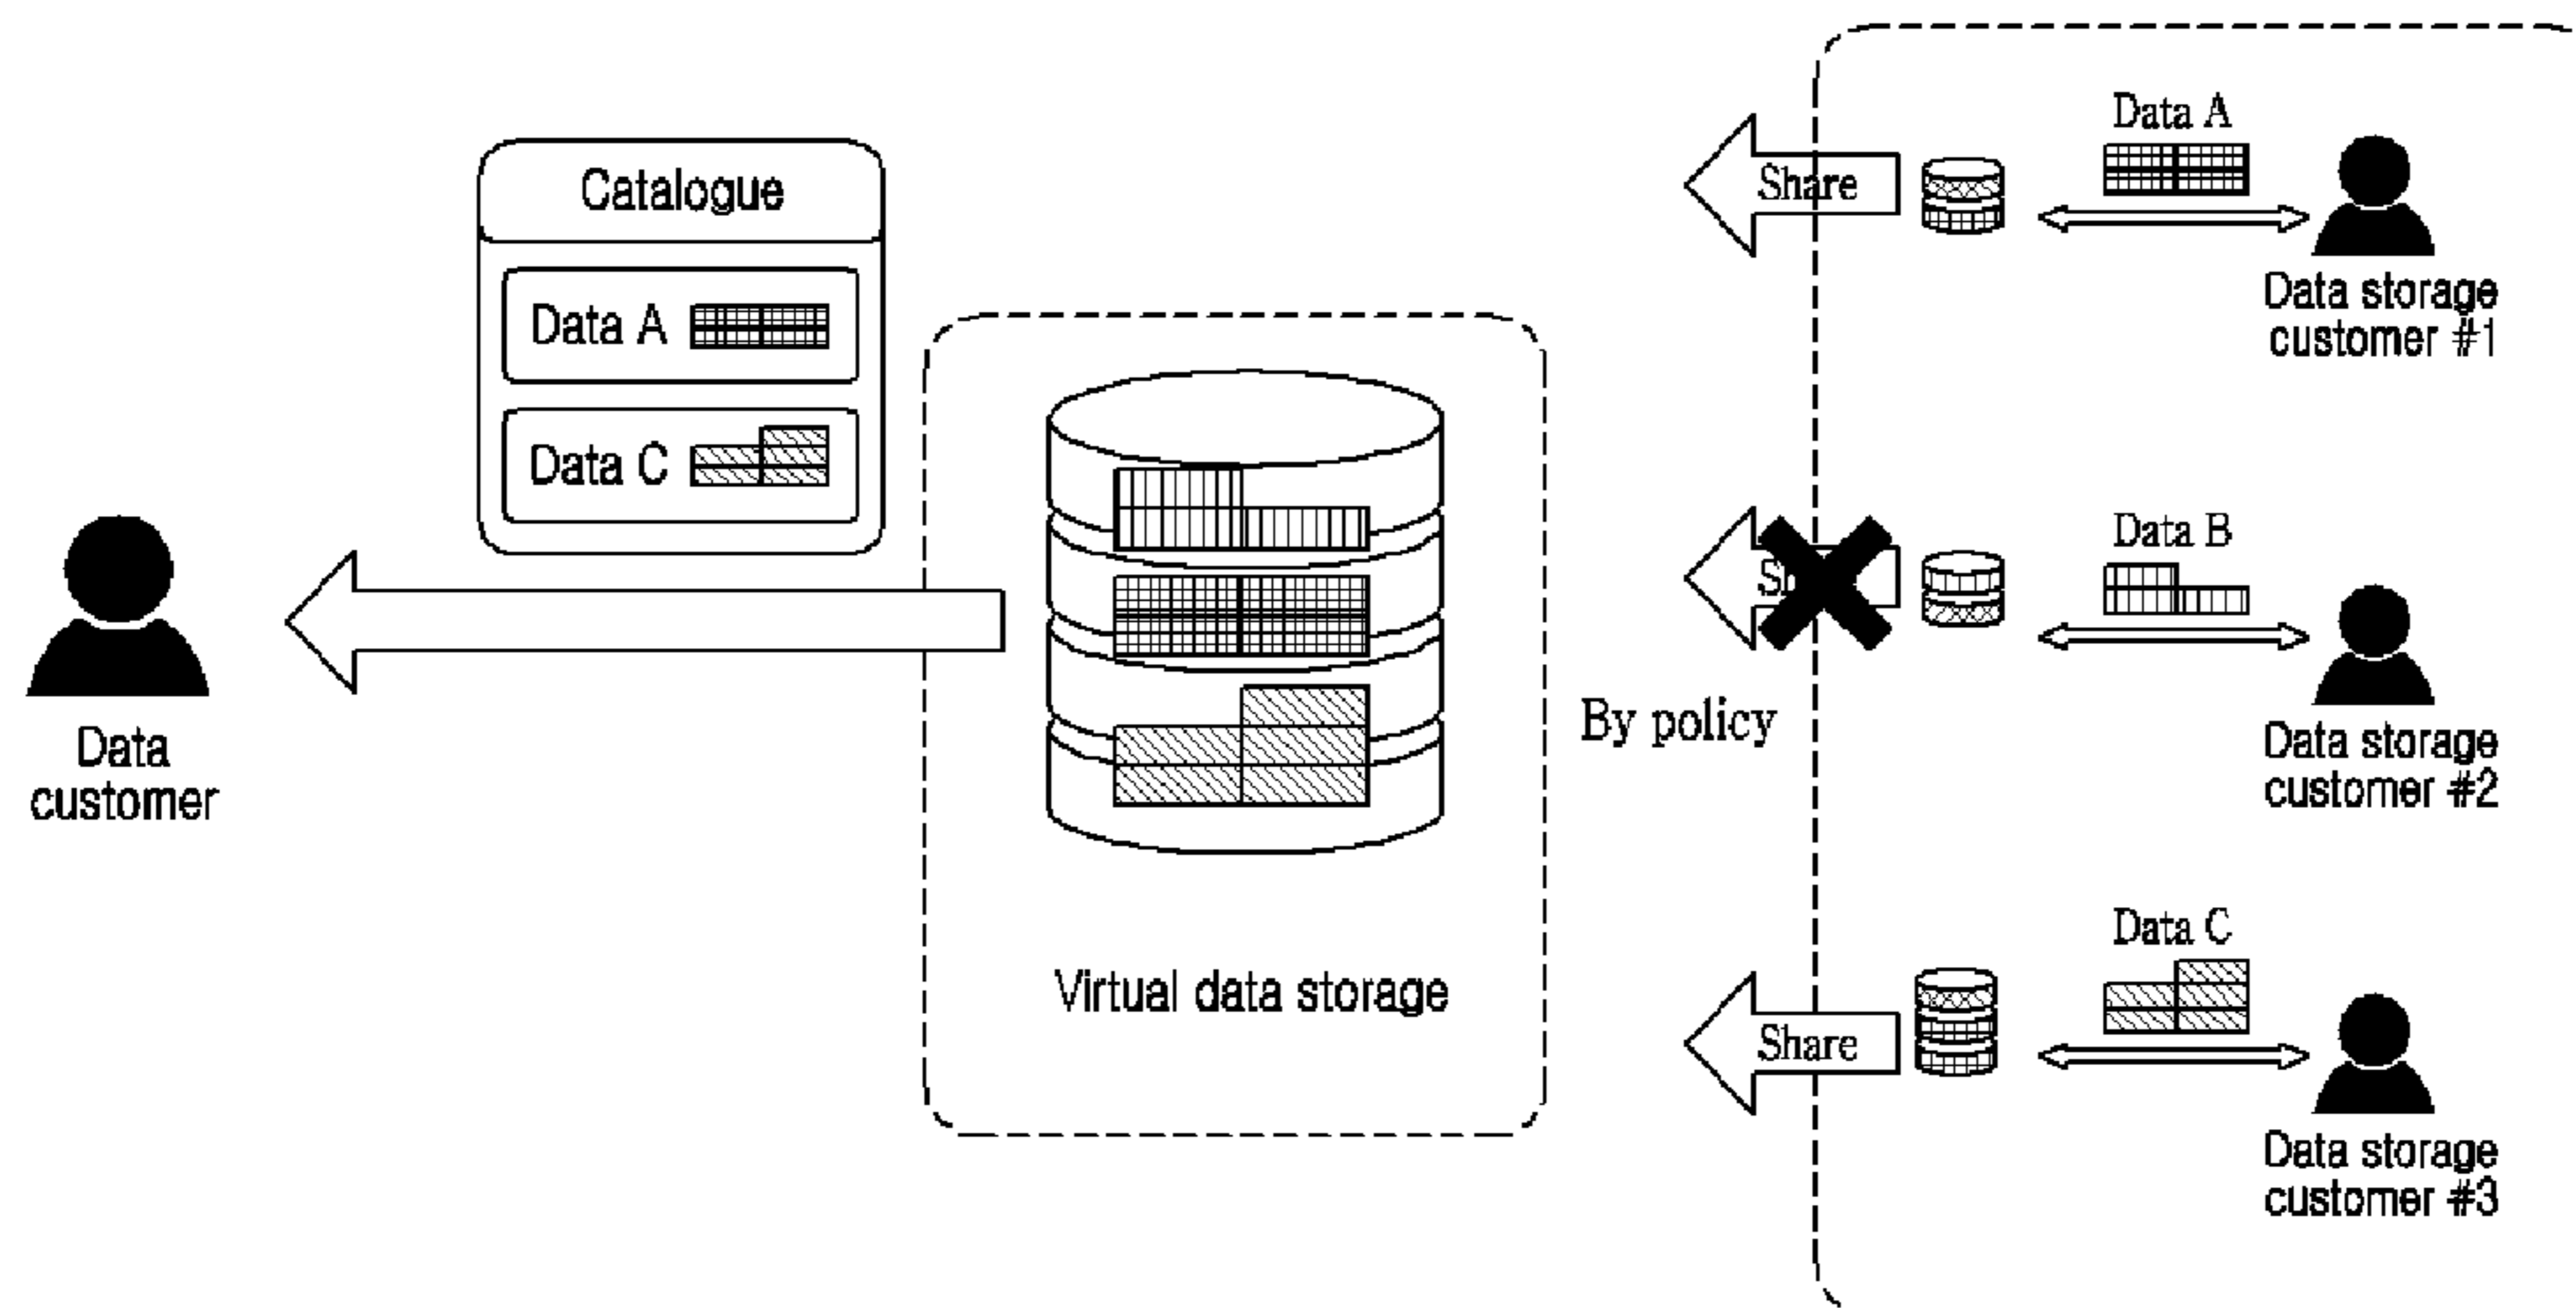 Catalogue
Data A
Data C
Data
customer
Virtual data storage
By policy
Share
Data A
Data storage
customer #1
Data B
Data storage
customer #2
Share
Data C
Data storage
customer #3